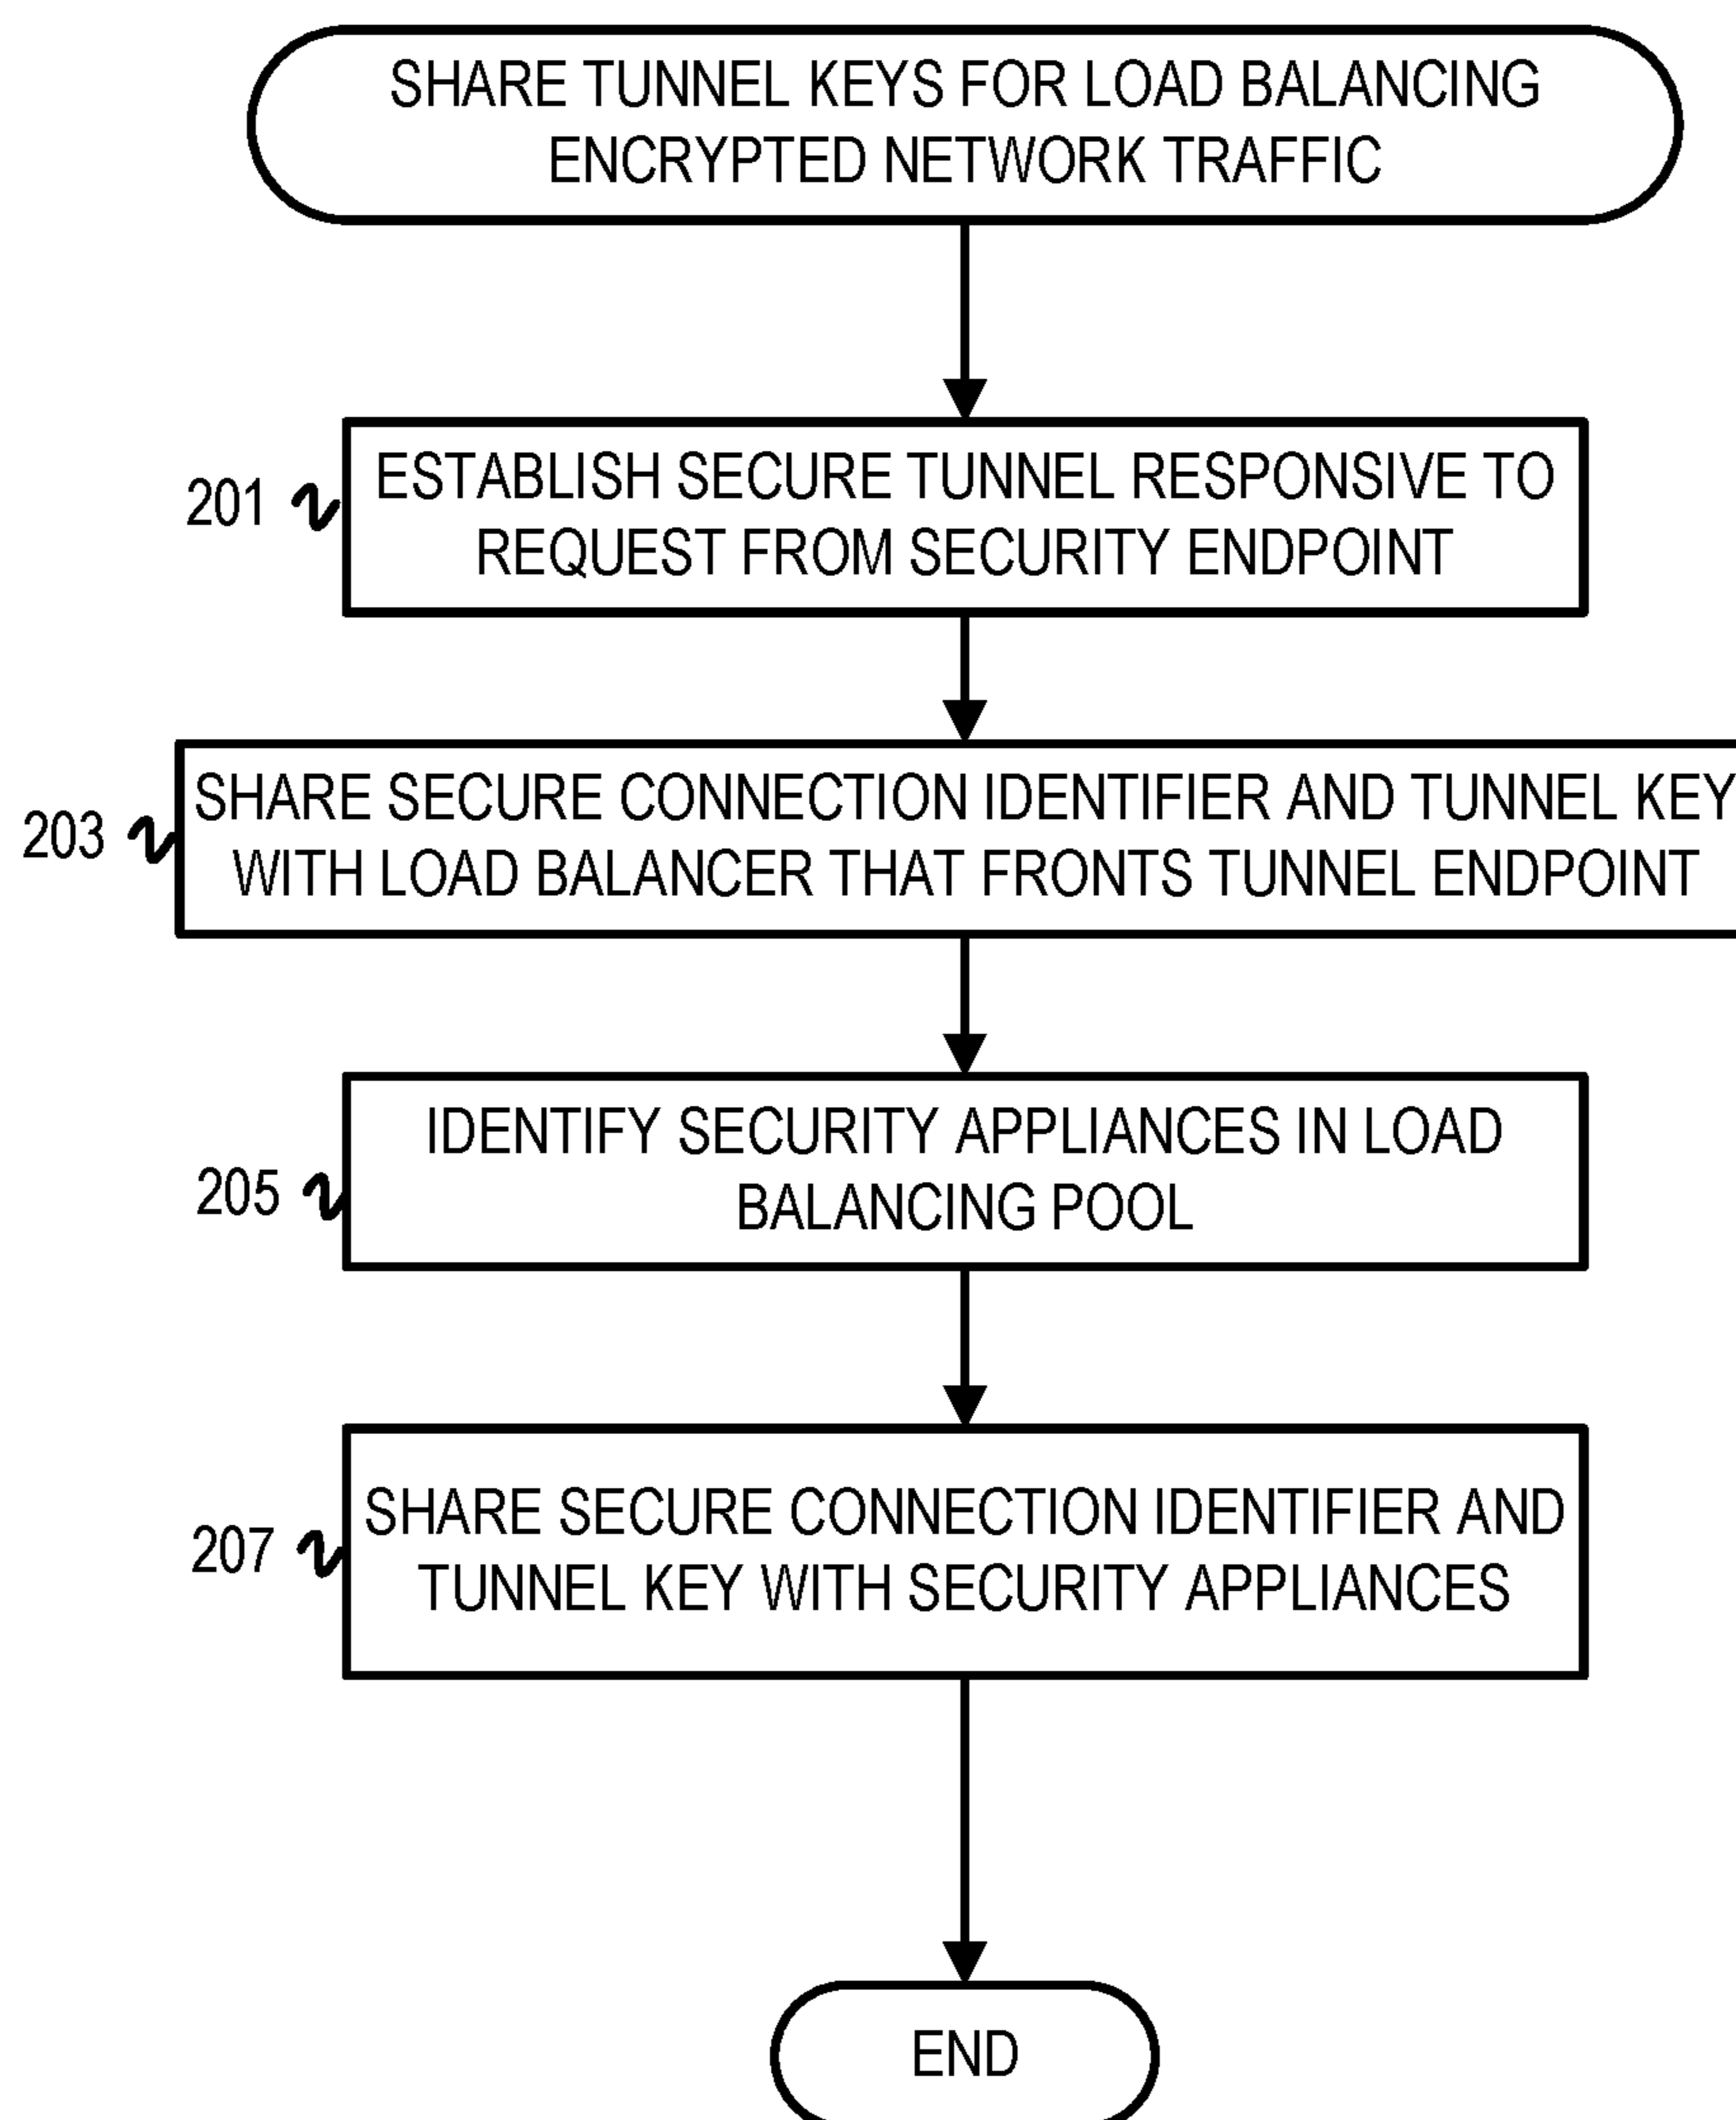 SHARE TUNNEL KEYS FOR LOAD BALANCING
ENCRYPTED NETWORK TRAFFIC
201
ESTABLISH SECURE TUNNEL RESPONSIVE TO
REQUEST FROM SECURITY ENDPOINT
203
SHARE SECURE CONNECTION IDENTIFIER AND TUNNEL KEY
WITH LOAD BALANCER THAT FRONTS TUNNEL ENDPOINT
205
IDENTIFY SECURITY APPLIANCES IN LOAD
BALANCING POOL
207
SHARE SECURE CONNECTION IDENTIFIER AND
TUNNEL KEY WITH SECURITY APPLIANCES
END